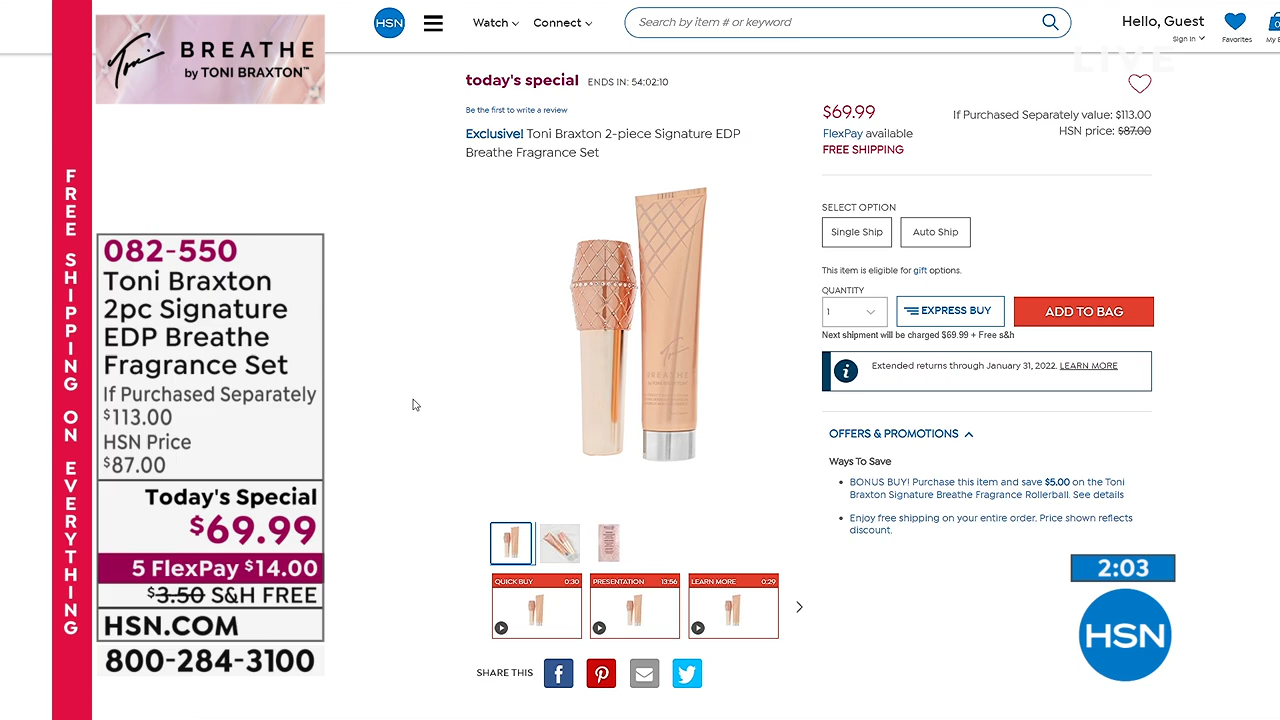 FREE SHIPPING ON EVERYTHING
Toni BREATHE
by TONI BRAXTON™
082-550
Toni Braxton
2pc Signature
EDP Breathe
Fragrance Set
If Purchased Separately
$113.00
HSN Price
$87.00
Today's Special
$69.99
5 FlexPay $14.00
$3.50 S&H FREE
HSN.COM
800-284-3100
HSN
Watch
Connect
Search by item # or keyword
Hello, Guest
Sign In
Favorites
0
LIVE
today's special ENDS IN: 54:02:10
Be the first to write a review
Exclusive! Toni Braxton 2-piece Signature EDP
Breathe Fragrance Set
Toni
BREATHE
$69.99
FlexPay available
FREE SHIPPING
If Purchased Separately value: $113.00
HSN price: $87.00
SELECT OPTION
Single Ship
Auto Ship
This item is eligible for gift options.
QUANTITY
1
EXPRESS BUY
ADD TO BAG
Next shipment will be charged $69.99 + Free s&h
Extended returns through January 31, 2022. LEARN MORE
OFFERS & PROMOTIONS
Ways To Save
BONUS BUY! Purchase this item and save $5.00 on the Toni
Braxton Signature Breathe Fragrance Rollerball. See details
Enjoy free shipping on your entire order. Price shown reflects
discount.
QUICK BUY 0:30
PRESENTATION 13:56
LEARN MORE 0:29
SHARE THIS
2:03
HSN